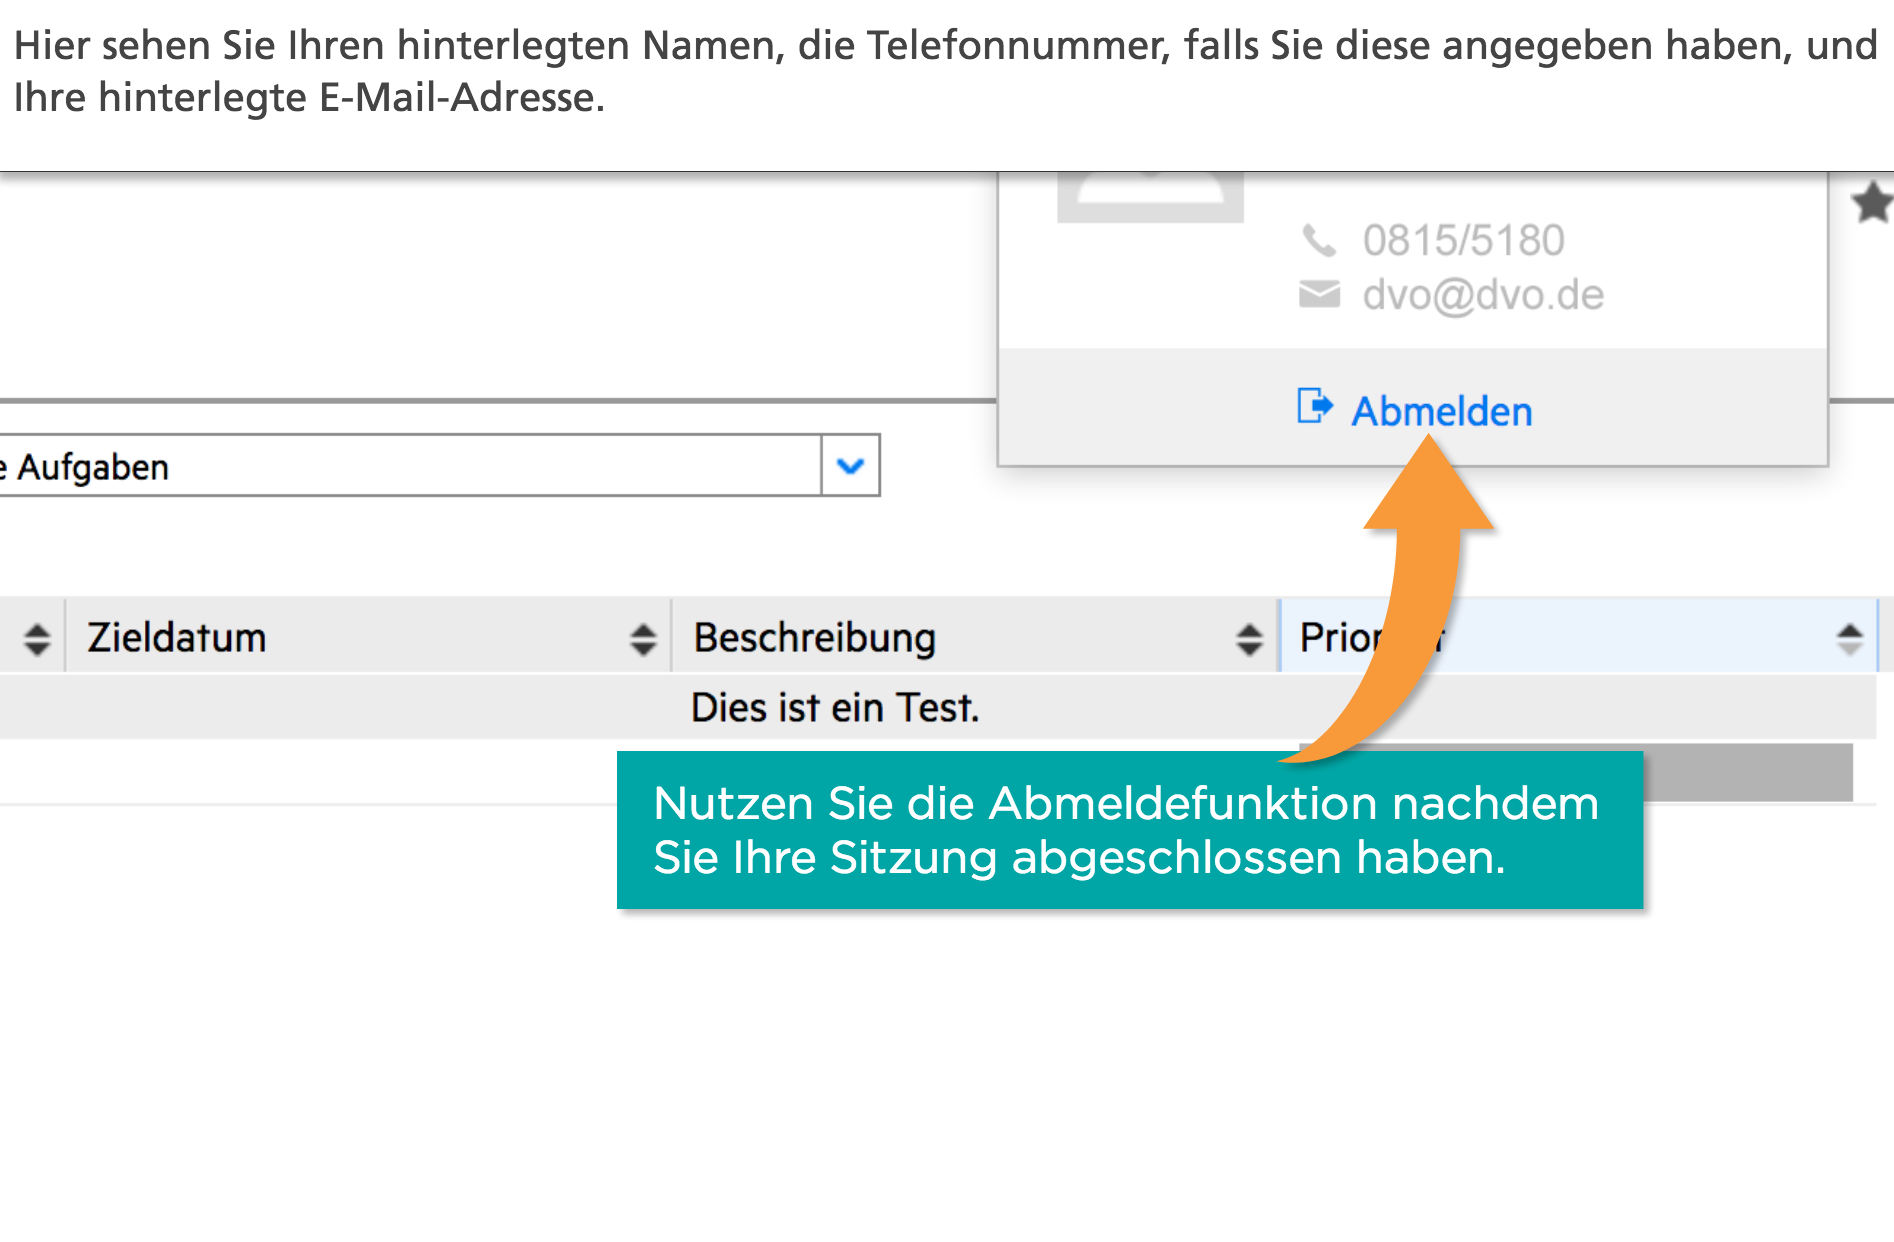 Hier sehen Sie Ihren hinterlegten Namen, die Telefonnummer, falls Sie diese angegeben haben, und
Ihre hinterlegte E-Mail-Adresse.
0815/5180
dvo@dvo.de
Abmelden
Aufgaben
Zieldatum
Beschreibung
Dies ist ein Test.
Nutzen Sie die Abmeldefunktion nachdem
Sie Ihre Sitzung abgeschlossen haben.